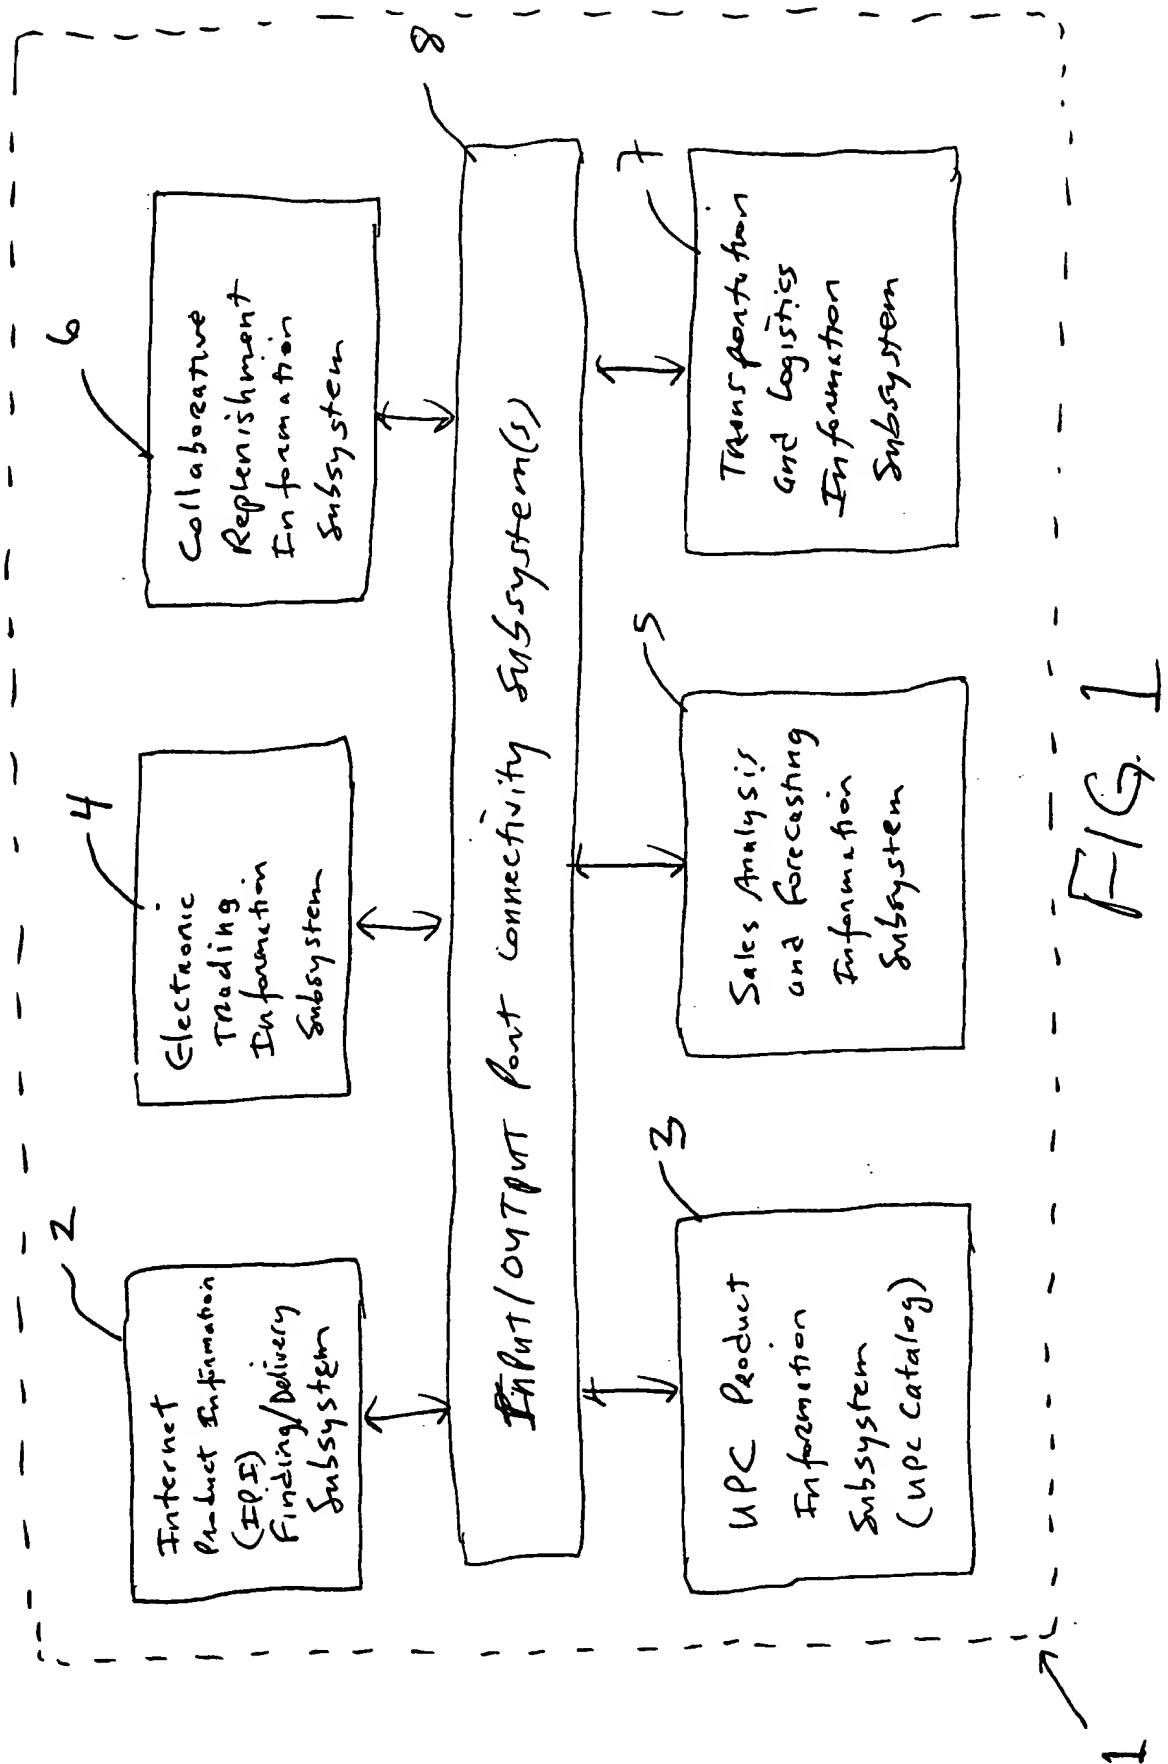 2
Internet
Product Information
(IPI)
Finding/Delivery
Subsystem
4
Electronic
Trading
Information
Subsystem
6
Collaborative
Replenishment
Information
Subsystem
8
Input/Output Port Connectivity Subsystem(s)
3
UPC Product
Information
Subsystem
(UPC Catalog)
5
Sales Analysis
and Forecasting
Information
Subsystem
7
Transportation
and Logistics
Information
Subsystem
1
FIG. 1